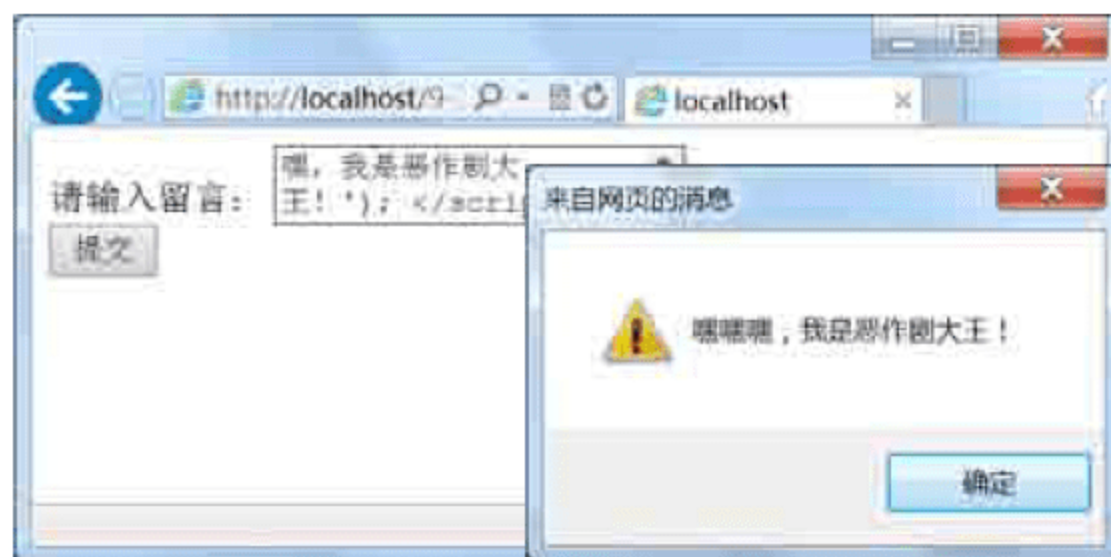 http://localhost/9
localhost
请输入留言：
嘿，我是恶作剧大
王！'); </scri
提交
来自网页的消息
嘿嘿嘿，我是恶作剧大王！
确定